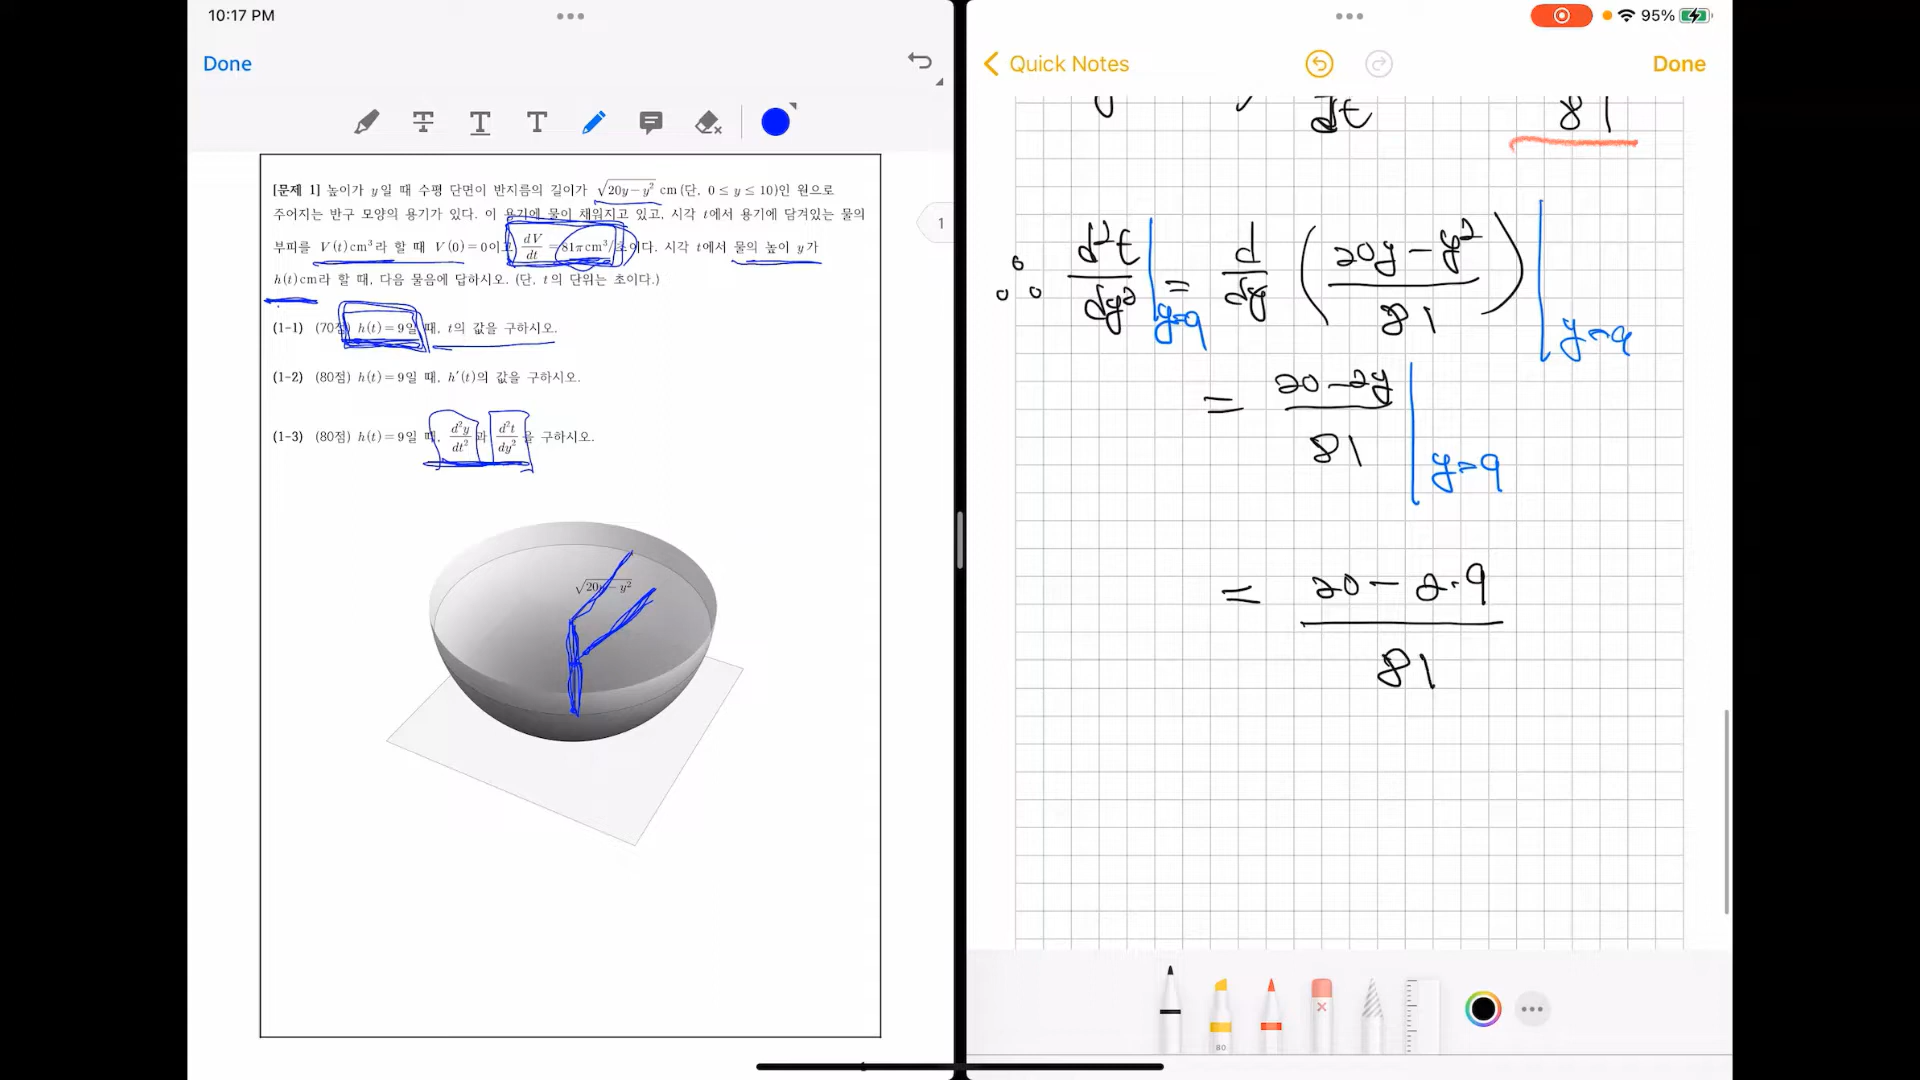 10:17 PM
95%
Done
Quick Notes
Done
1
[문제 1] 높이가 y일 때 수평 단면이 반지름의 길이가 √(20y−y²) cm(단, 0≤y≤10)인 원으로
주어지는 반구 모양의 용기가 있다. 이 용기에 물이 채워지고 있고, 시각 t에서 용기에 담겨있는 물의
부피를 V(t)cm³라 할 때 V(0)=0이고 dV/dt=81πcm³/초이다. 시각 t에서 물의 높이 y가
h(t)cm라 할 때, 다음 물음에 답하시오. (단, t의 단위는 초이다.)
(1-1) (70점) h(t)=9일 때, t의 값을 구하시오.
(1-2) (80점) h(t)=9일 때, h′(t)의 값을 구하시오.
(1-3) (80점) h(t)=9일 때, d²y/dt²과 d²t/dy²을 구하시오.
√(20y−y²)
dt 81
∴ d²t/dy² |y=9 = d/dy ((20y−y²)/81) |y=9
= (20−2y)/81 |y=9
= (20−2·9)/81
80